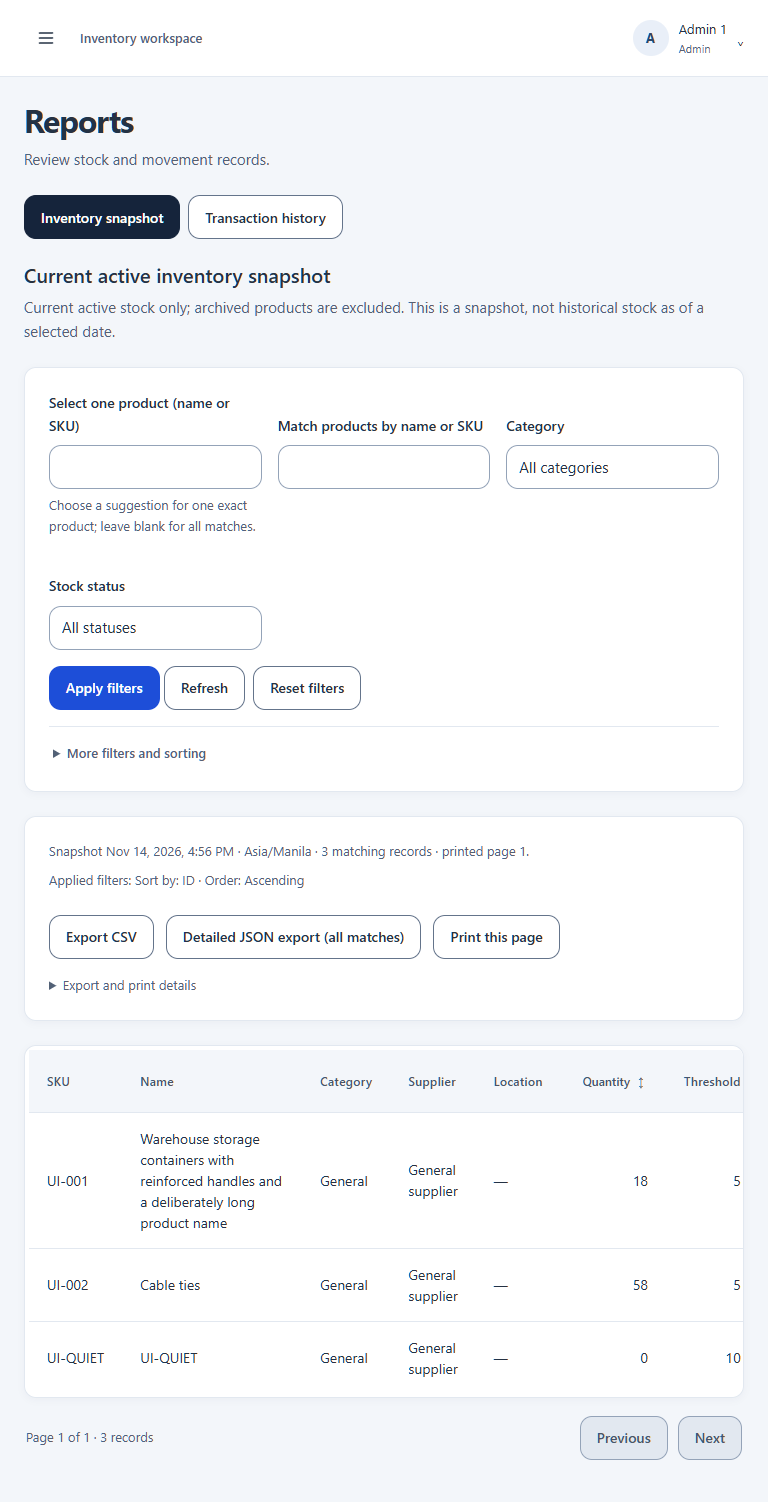 Inventory workspace
A
Admin 1
Admin
Reports
Review stock and movement records.
Inventory snapshot
Transaction history
Current active inventory snapshot
Current active stock only; archived products are excluded. This is a snapshot, not historical stock as of a
selected date.
Select one product (name or
SKU)
Match products by name or SKU
Category
All categories
Choose a suggestion for one exact
product; leave blank for all matches.
Stock status
All statuses
Apply filters
Refresh
Reset filters
More filters and sorting
Snapshot Nov 14, 2026, 4:56 PM · Asia/Manila · 3 matching records · printed page 1.
Applied filters: Sort by: ID · Order: Ascending
Export CSV
Detailed JSON export (all matches)
Print this page
Export and print details
SKU Name Category Supplier Location Quantity ↕ Threshold
UI-001
Warehouse storage
containers with
reinforced handles and
a deliberately long
product name
General
General
supplier
— 18 5
UI-002 Cable ties General
General
supplier
— 58 5
UI-QUIET UI-QUIET General
General
supplier
— 0 10
Page 1 of 1 · 3 records
Previous
Next